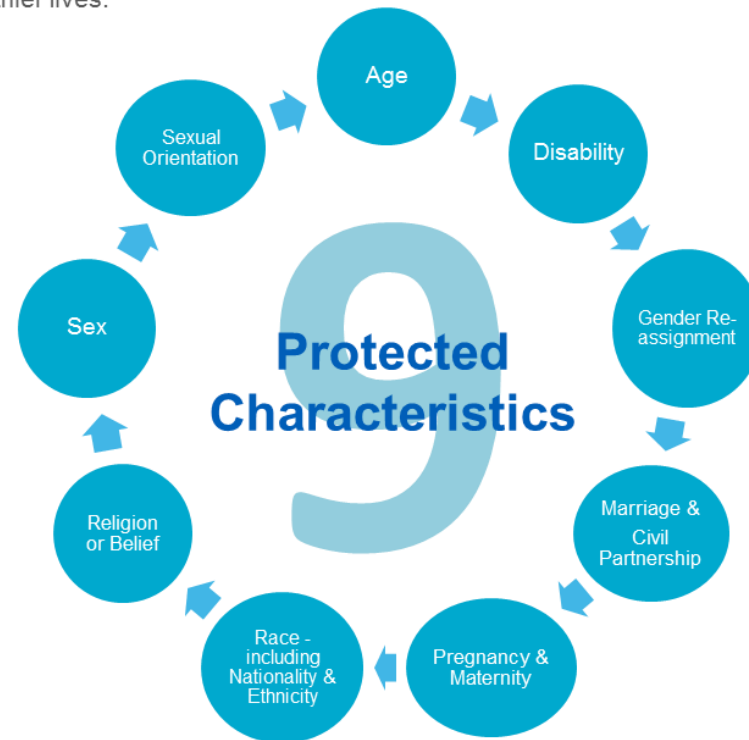 Age
Disability
Gender Re-
assignment
Marriage &
Civil
Partnership
Pregnancy &
Maternity
Race -
including
Nationality &
Ethnicity
Religion
or Belief
Sex
Sexual
Orientation
9
Protected
Characteristics